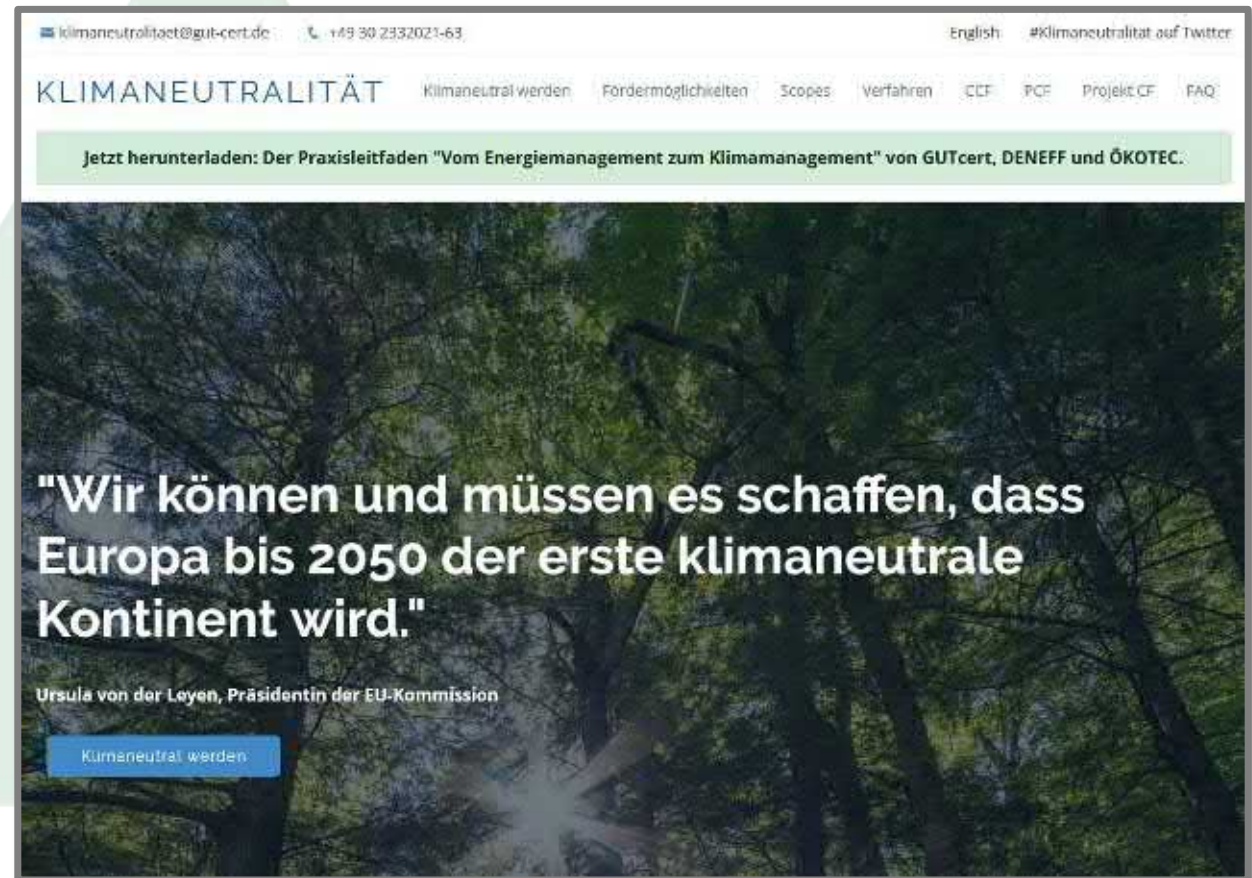 klimaneutralitaet@gut-cert.de +49 30 2332021-63 English #Klimaneutralität auf Twitter
KLIMANEUTRALITÄT Klimaneutral werden Fördermöglichkeiten Scopes Verfahren CCF PCF Projekt CF FAQ
Jetzt herunterladen: Der Praxisleitfaden "Vom Energiemanagement zum Klimamanagement" von GUTcert, DENEFF und ÖKOTEC.
"Wir können und müssen es schaffen, dass
Europa bis 2050 der erste klimaneutrale
Kontinent wird."
Ursula von der Leyen, Präsidentin der EU-Kommission
Klimaneutral werden